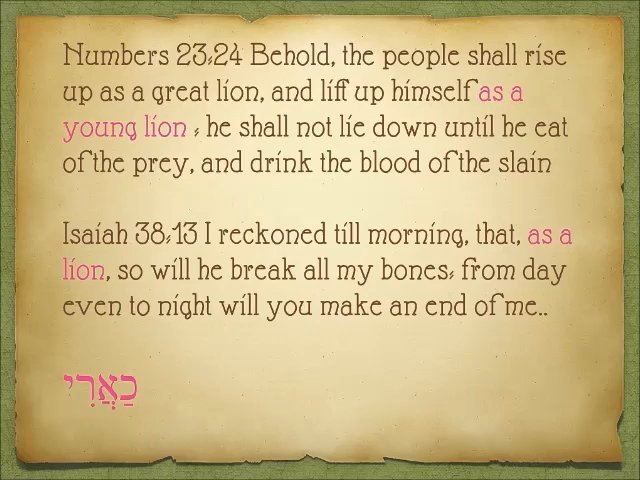 Numbers 23:24 Behold, the people shall rise
up as a great lion, and liff up himself as a
young lion , he shall not lie down until he eat
of the prey, and drink the blood of the slain
Isaiah 38:13 I reckoned till morning, that, as a
lion, so will he break all my bones: from day
even to night will you make an end of me..
כַּאֲרִי